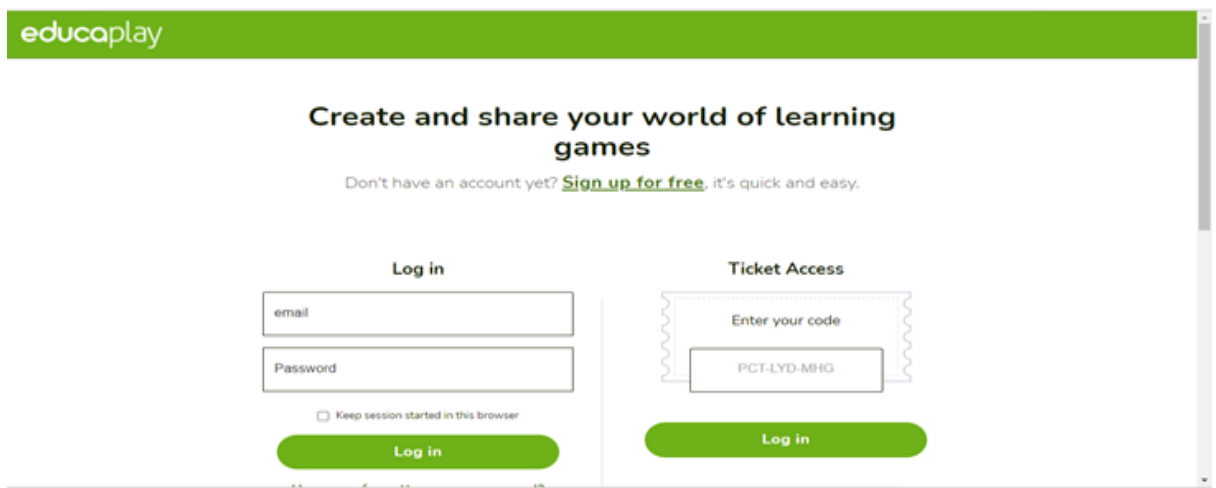 educaplay
Create and share your world of learning
games
Don't have an account yet? Sign up for free, it's quick and easy.
Log in
email
Password
Keep session started in this browser
Log in
Ticket Access
Enter your code
PCT-LYD-MHG
Log in